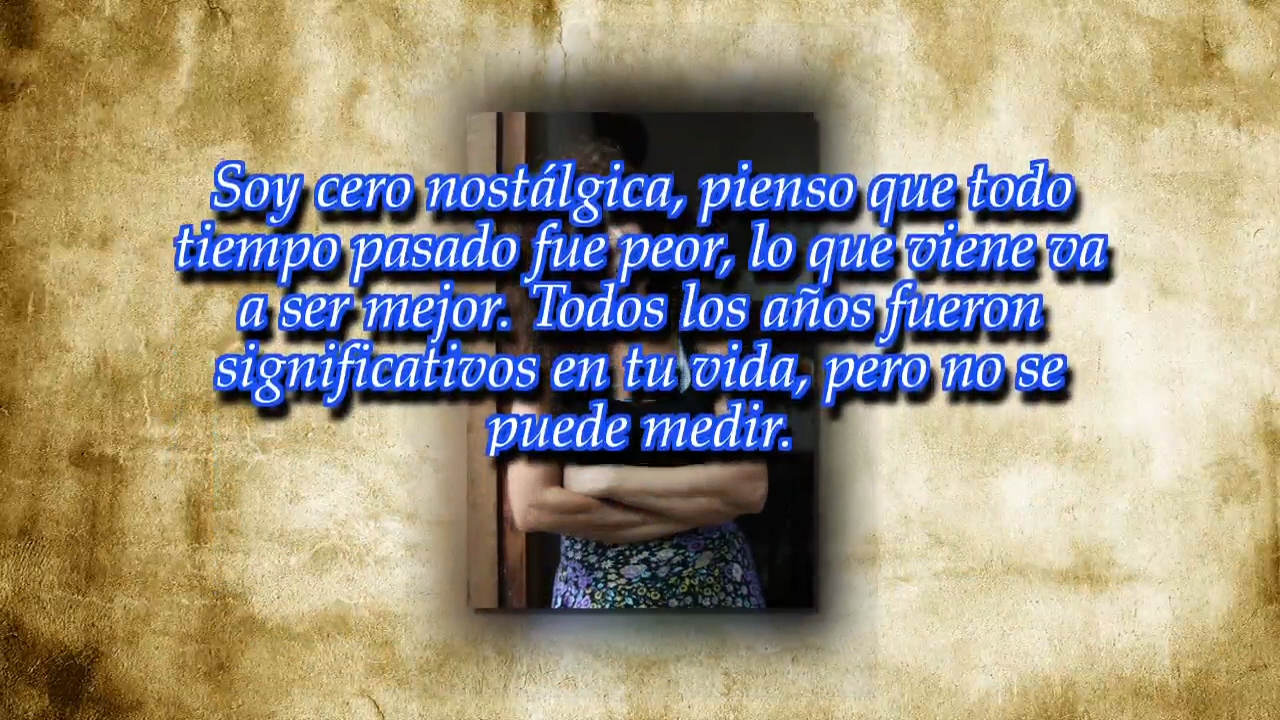 Soy cero nostálgica, pienso que todo
tiempo pasado fue peor, lo que viene va
a ser mejor. Todos los años fueron
significativos en tu vida, pero no se
puede medir.